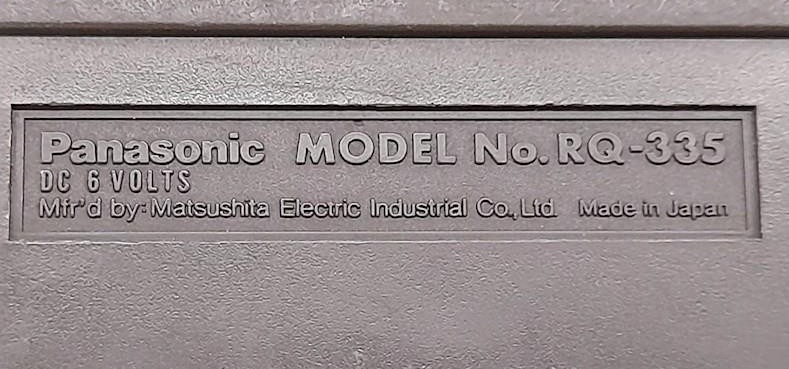 Panasonic MODEL No. RQ-335
DC 6 VOLTS
Mfr'd by: Matsushita Electric Industrial Co., Ltd. Made in Japan